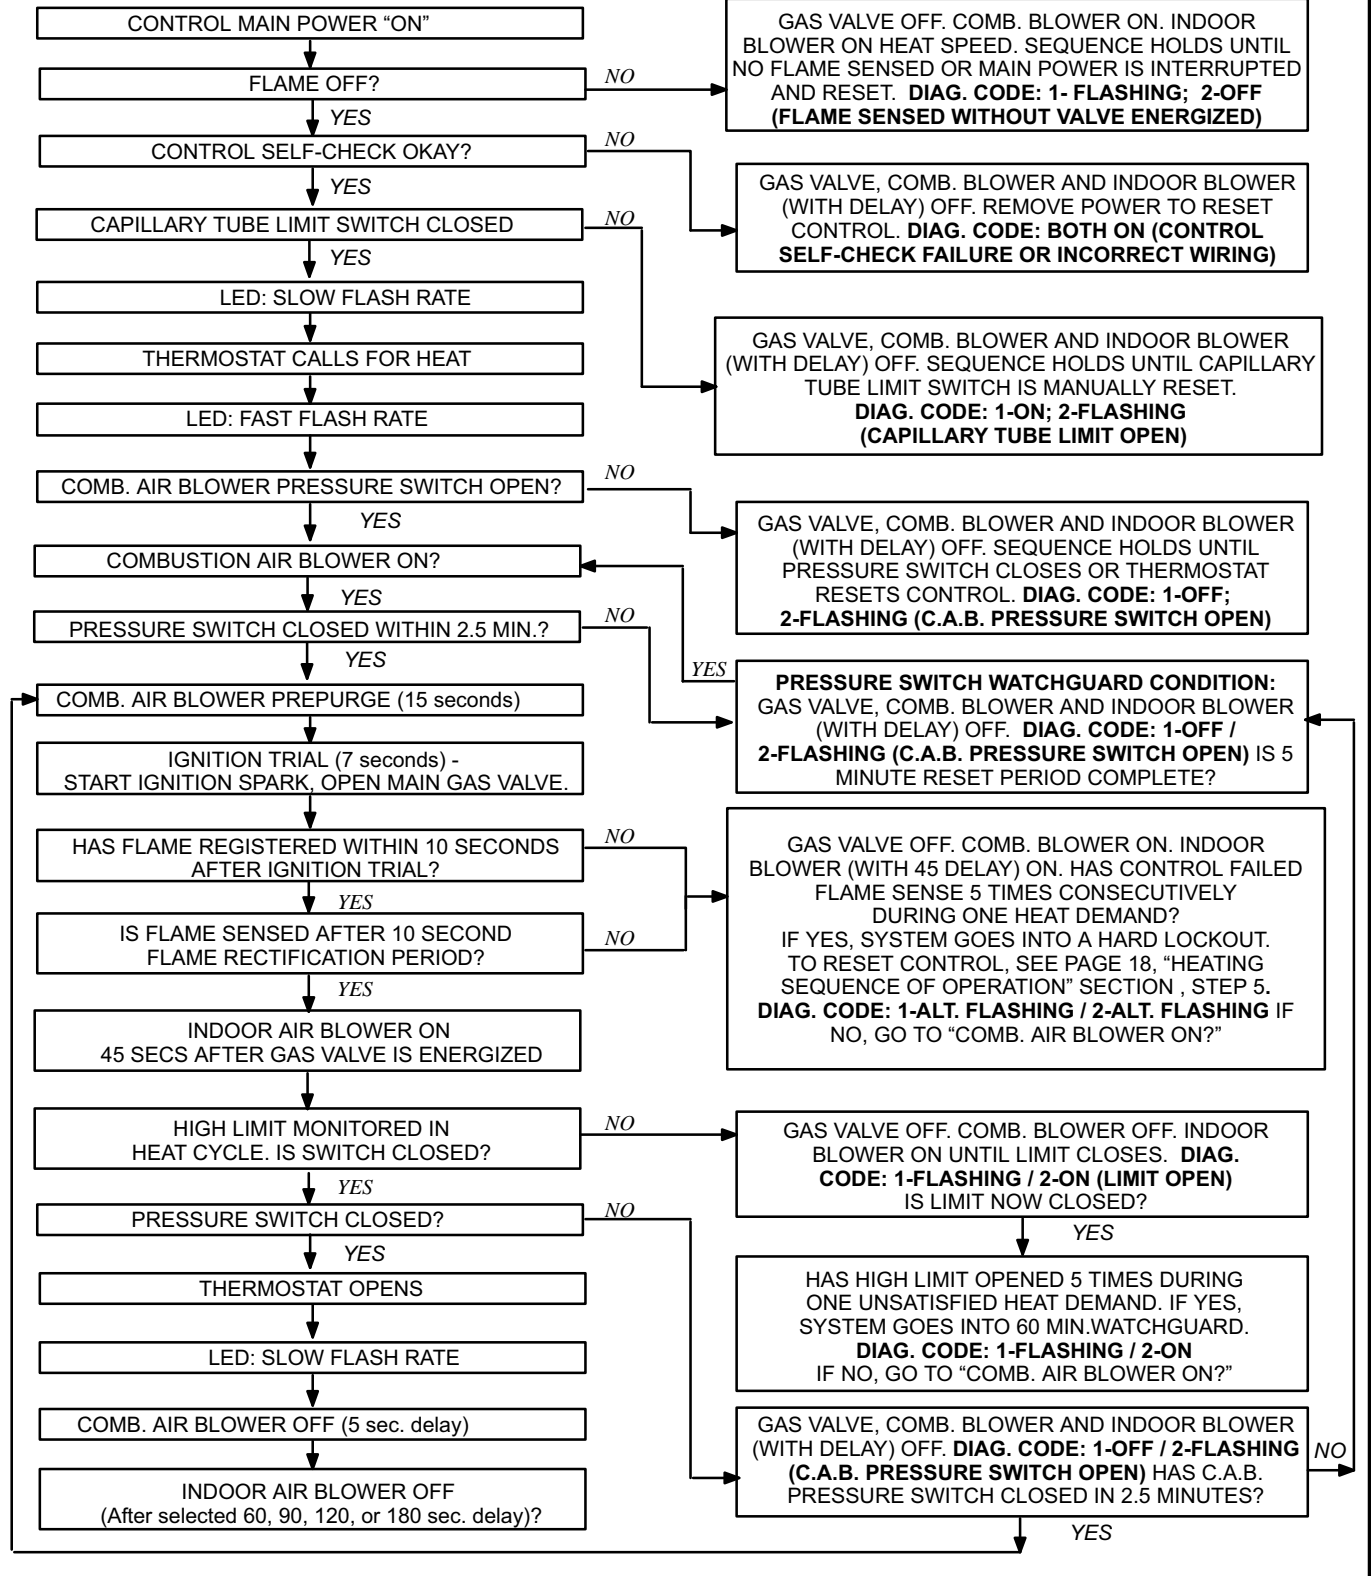 CONTROL MAIN POWER “ON”
GAS VALVE OFF. COMB. BLOWER ON. INDOOR
BLOWER ON HEAT SPEED. SEQUENCE HOLDS UNTIL
NO FLAME SENSED OR MAIN POWER IS INTERRUPTED
AND RESET. DIAG. CODE: 1- FLASHING; 2-OFF
(FLAME SENSED WITHOUT VALVE ENERGIZED)
FLAME OFF?
NO
YES
CONTROL SELF-CHECK OKAY?
NO
YES
GAS VALVE, COMB. BLOWER AND INDOOR BLOWER
(WITH DELAY) OFF. REMOVE POWER TO RESET
CONTROL. DIAG. CODE: BOTH ON (CONTROL
SELF-CHECK FAILURE OR INCORRECT WIRING)
CAPILLARY TUBE LIMIT SWITCH CLOSED
NO
YES
LED: SLOW FLASH RATE
THERMOSTAT CALLS FOR HEAT
GAS VALVE, COMB. BLOWER AND INDOOR BLOWER
(WITH DELAY) OFF. SEQUENCE HOLDS UNTIL CAPILLARY
TUBE LIMIT SWITCH IS MANUALLY RESET.
DIAG. CODE: 1-ON; 2-FLASHING
(CAPILLARY TUBE LIMIT OPEN)
LED: FAST FLASH RATE
COMB. AIR BLOWER PRESSURE SWITCH OPEN?
NO
YES
GAS VALVE, COMB. BLOWER AND INDOOR BLOWER
(WITH DELAY) OFF. SEQUENCE HOLDS UNTIL
PRESSURE SWITCH CLOSES OR THERMOSTAT
RESETS CONTROL. DIAG. CODE: 1-OFF;
2-FLASHING (C.A.B. PRESSURE SWITCH OPEN)
COMBUSTION AIR BLOWER ON?
YES
PRESSURE SWITCH CLOSED WITHIN 2.5 MIN.?
NO
YES
YES
PRESSURE SWITCH WATCHGUARD CONDITION:
GAS VALVE, COMB. BLOWER AND INDOOR BLOWER
(WITH DELAY) OFF. DIAG. CODE: 1-OFF /
2-FLASHING (C.A.B. PRESSURE SWITCH OPEN) IS 5
MINUTE RESET PERIOD COMPLETE?
COMB. AIR BLOWER PREPURGE (15 seconds)
IGNITION TRIAL (7 seconds) -
START IGNITION SPARK, OPEN MAIN GAS VALVE.
HAS FLAME REGISTERED WITHIN 10 SECONDS
AFTER IGNITION TRIAL?
NO
YES
GAS VALVE OFF. COMB. BLOWER ON. INDOOR
BLOWER (WITH 45 DELAY) ON. HAS CONTROL FAILED
FLAME SENSE 5 TIMES CONSECUTIVELY
DURING ONE HEAT DEMAND?
IF YES, SYSTEM GOES INTO A HARD LOCKOUT.
TO RESET CONTROL, SEE PAGE 18, “HEATING
SEQUENCE OF OPERATION” SECTION , STEP 5.
DIAG. CODE: 1-ALT. FLASHING / 2-ALT. FLASHING IF
NO, GO TO “COMB. AIR BLOWER ON?”
IS FLAME SENSED AFTER 10 SECOND
FLAME RECTIFICATION PERIOD?
NO
YES
INDOOR AIR BLOWER ON
45 SECS AFTER GAS VALVE IS ENERGIZED
HIGH LIMIT MONITORED IN
HEAT CYCLE. IS SWITCH CLOSED?
NO
YES
GAS VALVE OFF. COMB. BLOWER OFF. INDOOR
BLOWER ON UNTIL LIMIT CLOSES. DIAG.
CODE: 1-FLASHING / 2-ON (LIMIT OPEN)
IS LIMIT NOW CLOSED?
YES
PRESSURE SWITCH CLOSED?
NO
YES
HAS HIGH LIMIT OPENED 5 TIMES DURING
ONE UNSATISFIED HEAT DEMAND. IF YES,
SYSTEM GOES INTO 60 MIN.WATCHGUARD.
DIAG. CODE: 1-FLASHING / 2-ON
IF NO, GO TO “COMB. AIR BLOWER ON?”
THERMOSTAT OPENS
LED: SLOW FLASH RATE
COMB. AIR BLOWER OFF (5 sec. delay)
GAS VALVE, COMB. BLOWER AND INDOOR BLOWER
(WITH DELAY) OFF. DIAG. CODE: 1-OFF / 2-FLASHING
(C.A.B. PRESSURE SWITCH OPEN) HAS C.A.B.
PRESSURE SWITCH CLOSED IN 2.5 MINUTES?
NO
YES
INDOOR AIR BLOWER OFF
(After selected 60, 90, 120, or 180 sec. delay)?